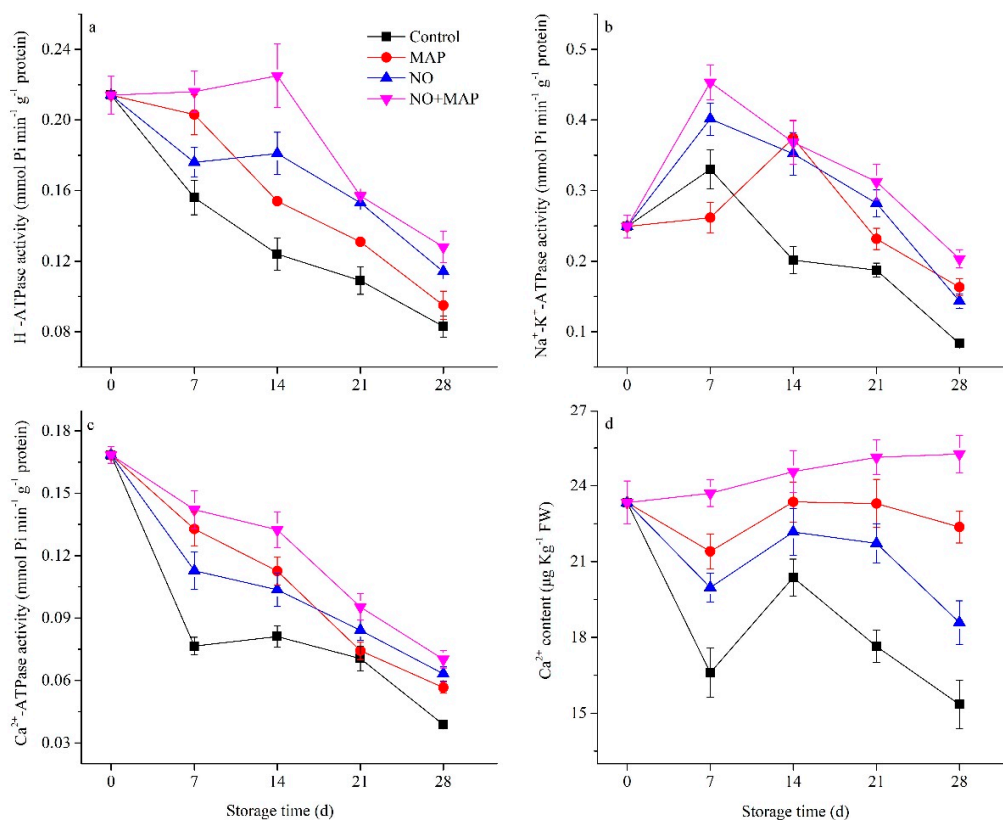 a
Control
MAP
NO
NO+MAP
H⁻-ATPase activity (mmol Pi min⁻¹ g⁻¹ protein)
0.24
0.20
0.16
0.12
0.08
0
7
14
21
28
b
Na⁺-K⁺-ATPase activity (mmol Pi min⁻¹ g⁻¹ protein)
0.5
0.4
0.3
0.2
0.1
0
7
14
21
28
c
Ca²⁺-ATPase activity (mmol Pi min⁻¹ g⁻¹ protein)
0.18
0.15
0.12
0.09
0.06
0.03
0
7
14
21
28
Storage time (d)
d
Ca²⁺ content (μg Kg⁻¹ FW)
27
24
21
18
15
0
7
14
21
28
Storage time (d)